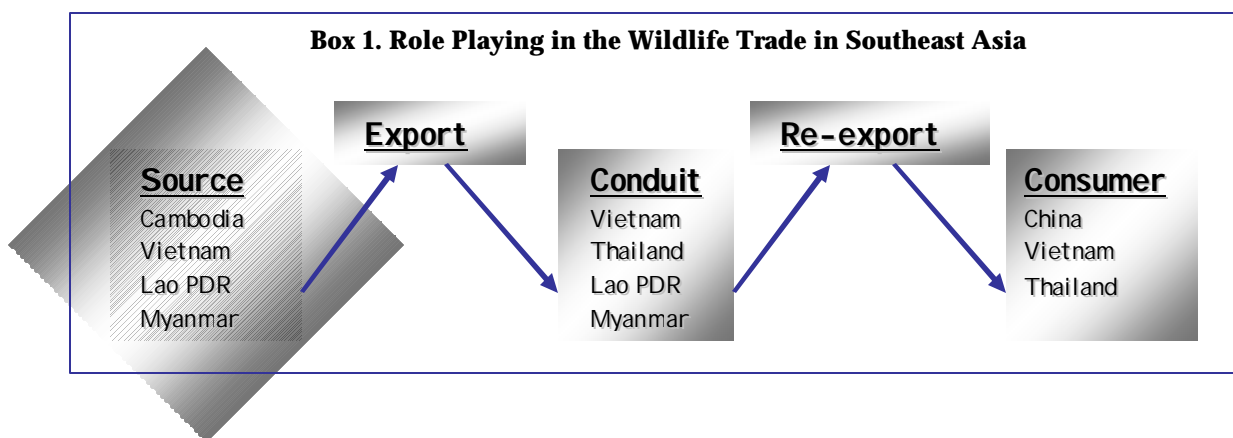 Box 1. Role Playing in the Wildlife Trade in Southeast Asia
Export
Re-export
Source
Cambodia
Vietnam
Lao PDR
Myanmar
Conduit
Vietnam
Thailand
Lao PDR
Myanmar
Consumer
China
Vietnam
Thailand